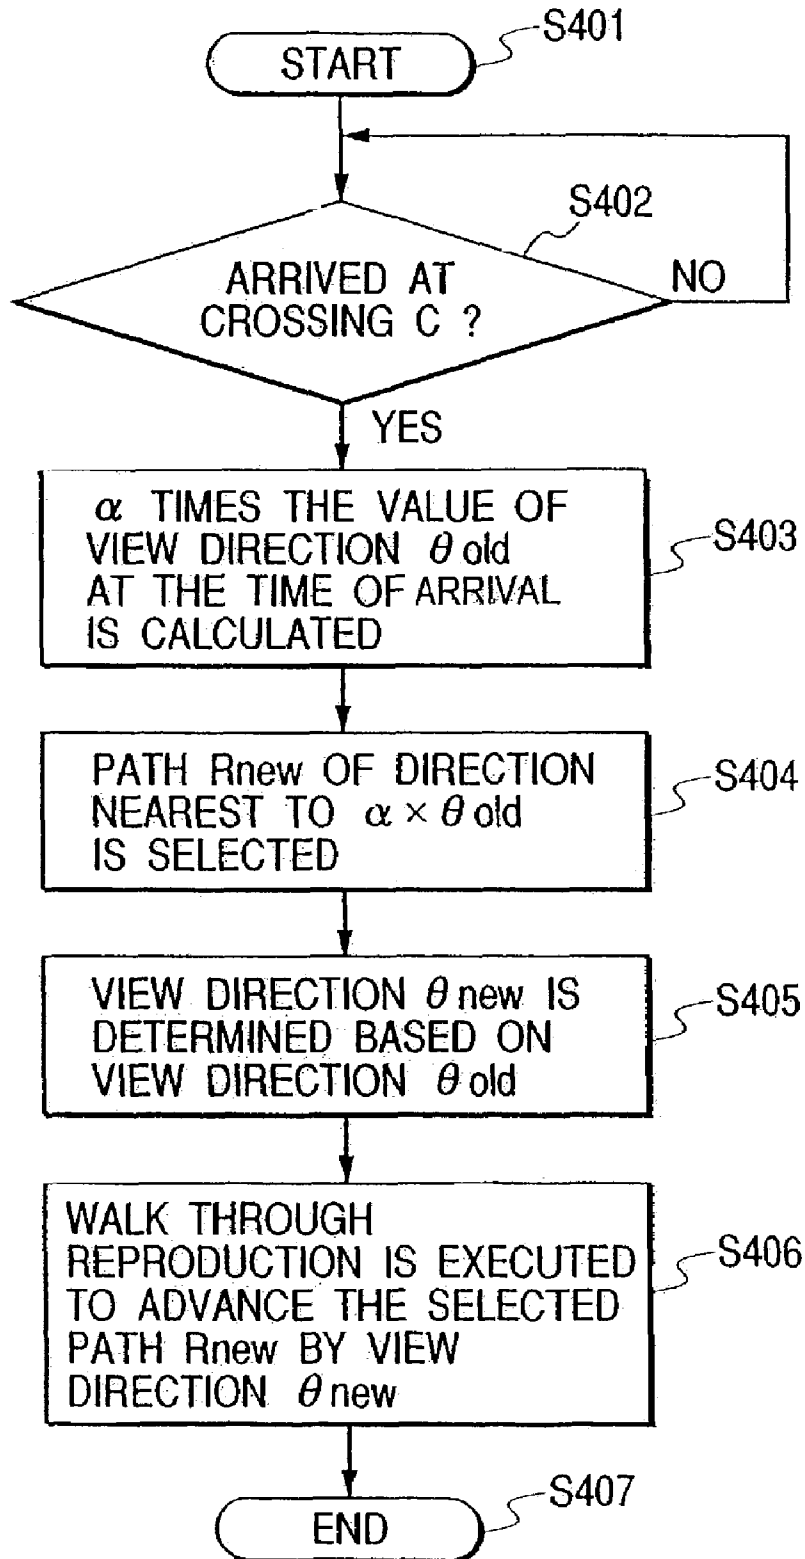 S401
START
S402
ARRIVED AT
CROSSING C ?
NO
YES
α TIMES THE VALUE OF
VIEW DIRECTION θ old
AT THE TIME OF ARRIVAL
IS CALCULATED
S403
PATH Rnew OF DIRECTION
NEAREST TO α × θ old
IS SELECTED
S404
VIEW DIRECTION θ new IS
DETERMINED BASED ON
VIEW DIRECTION θ old
S405
WALK THROUGH
REPRODUCTION IS EXECUTED
TO ADVANCE THE SELECTED
PATH Rnew BY VIEW
DIRECTION θ new
S406
S407
END